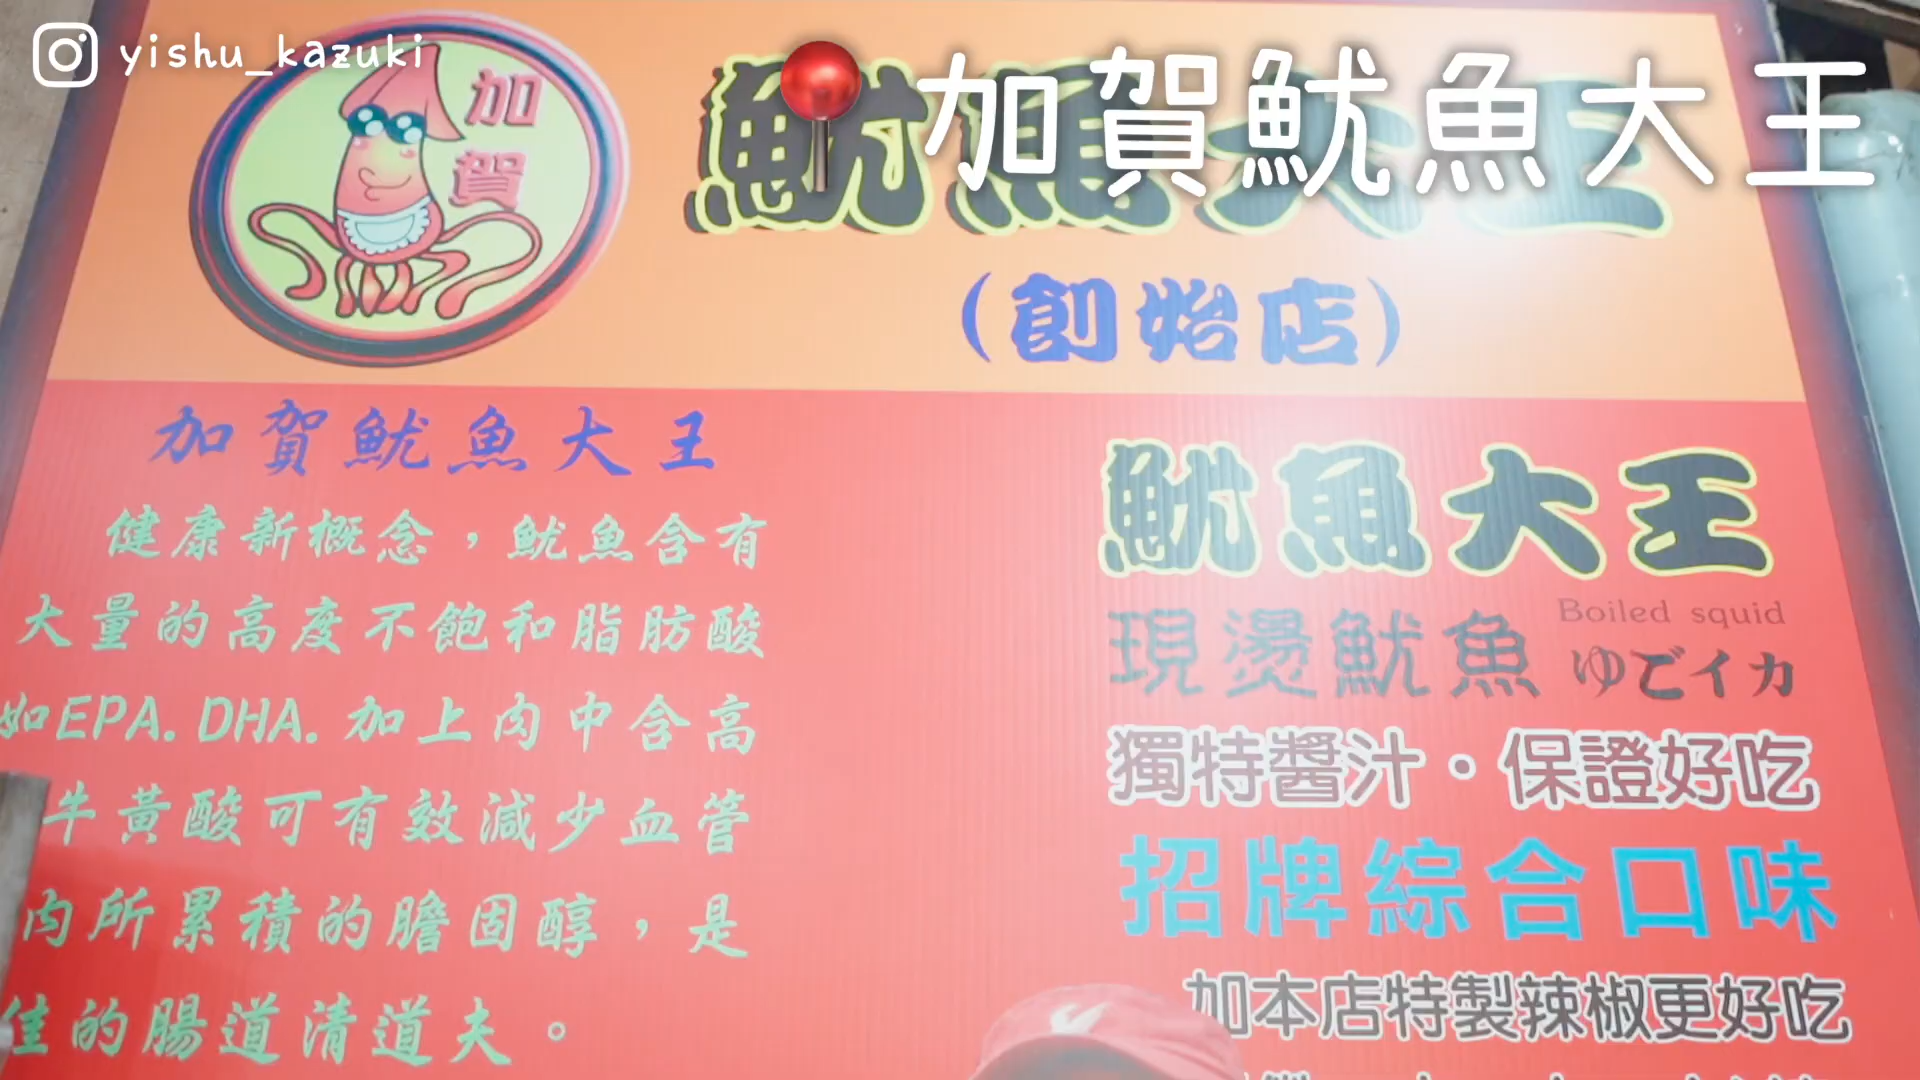 yishu_kazuki
加賀魷魚大王
加賀
魷魚大王
(創始店)
加賀魷魚大王
健康新概念，魷魚含有
大量的高度不飽和脂肪酸
如EPA. DHA. 加上肉中含高
牛黃酸可有效減少血管
內所累積的膽固醇，是
佳的腸道清道夫。
魷魚大王
現燙魷魚
Boiled squid
ゆごイカ
獨特醬汁·保證好吃
招牌綜合口味
加本店特製辣椒更好吃